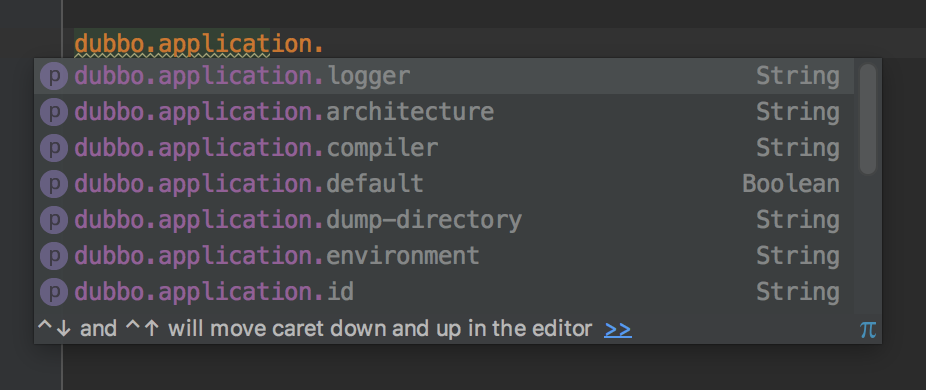 dubbo.application.
p dubbo.application.logger String
p dubbo.application.architecture String
p dubbo.application.compiler String
p dubbo.application.default Boolean
p dubbo.application.dump-directory String
p dubbo.application.environment String
p dubbo.application.id String
^↓ and ^↑ will move caret down and up in the editor >> π